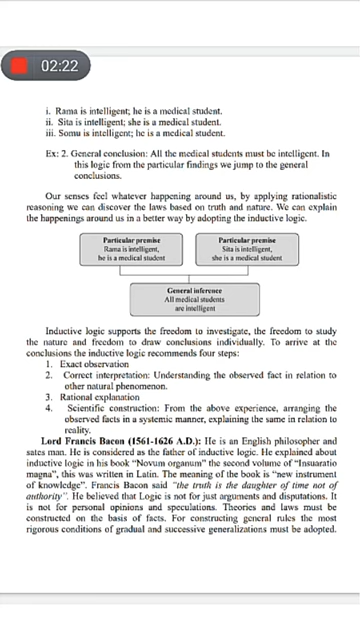 02:22
i. Rama is intelligent; he is a medical student.
ii. Sita is intelligent; she is a medical student.
iii. Somu is intelligent; he is a medical student.
Ex: 2. General conclusion: All the medical students must be intelligent. In
this logic from the particular findings we jump to the general
conclusions.
Our senses feel whatever happening around us, by applying rationalistic
reasoning we can discover the laws based on truth and nature. We can explain
the happenings around us in a better way by adopting the inductive logic.
Particular premise
Rama is intelligent,
he is a medical student
Particular premise
Sita is intelligent,
she is a medical student
General inference
All medical students
are intelligent
Inductive logic supports the freedom to investigate, the freedom to study
the nature and freedom to draw conclusions individually. To arrive at the
conclusions the inductive logic recommends four steps:
1. Exact observation
2. Correct interpretation: Understanding the observed fact in relation to
other natural phenomenon.
3. Rational explanation
4. Scientific construction: From the above experience, arranging the
observed facts in a systemic manner, explaining the same in relation to
reality.
Lord Francis Bacon (1561-1626 A.D.): He is an English philosopher and
sates man. He is considered as the father of inductive logic. He explained about
inductive logic in his book “Novum organum” the second volume of “Insauratio
magna”, this was written in Latin. The meaning of the book is “new instrument
of knowledge”. Francis Bacon said “the truth is the daughter of time not of
authority”. He believed that Logic is not for just arguments and disputations. It
is not for personal opinions and speculations. Theories and laws must be
constructed on the basis of facts. For constructing general rules the most
rigorous conditions of gradual and successive generalizations must be adopted.